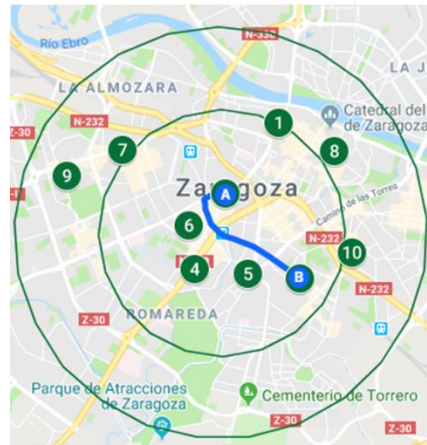 N-330
Río Ebro
LA J
LA ALMOZARA
Z-30
N-232
1
Catedral del
de Zaragoza
7
8
9
Zaragoza
A
Camino de las Torres
6
N-232
10
4
5
B
N-232
Z-30
ROMAREDA
Z-30
Parque de Atracciones
de Zaragoza
Cementerio de Torrero